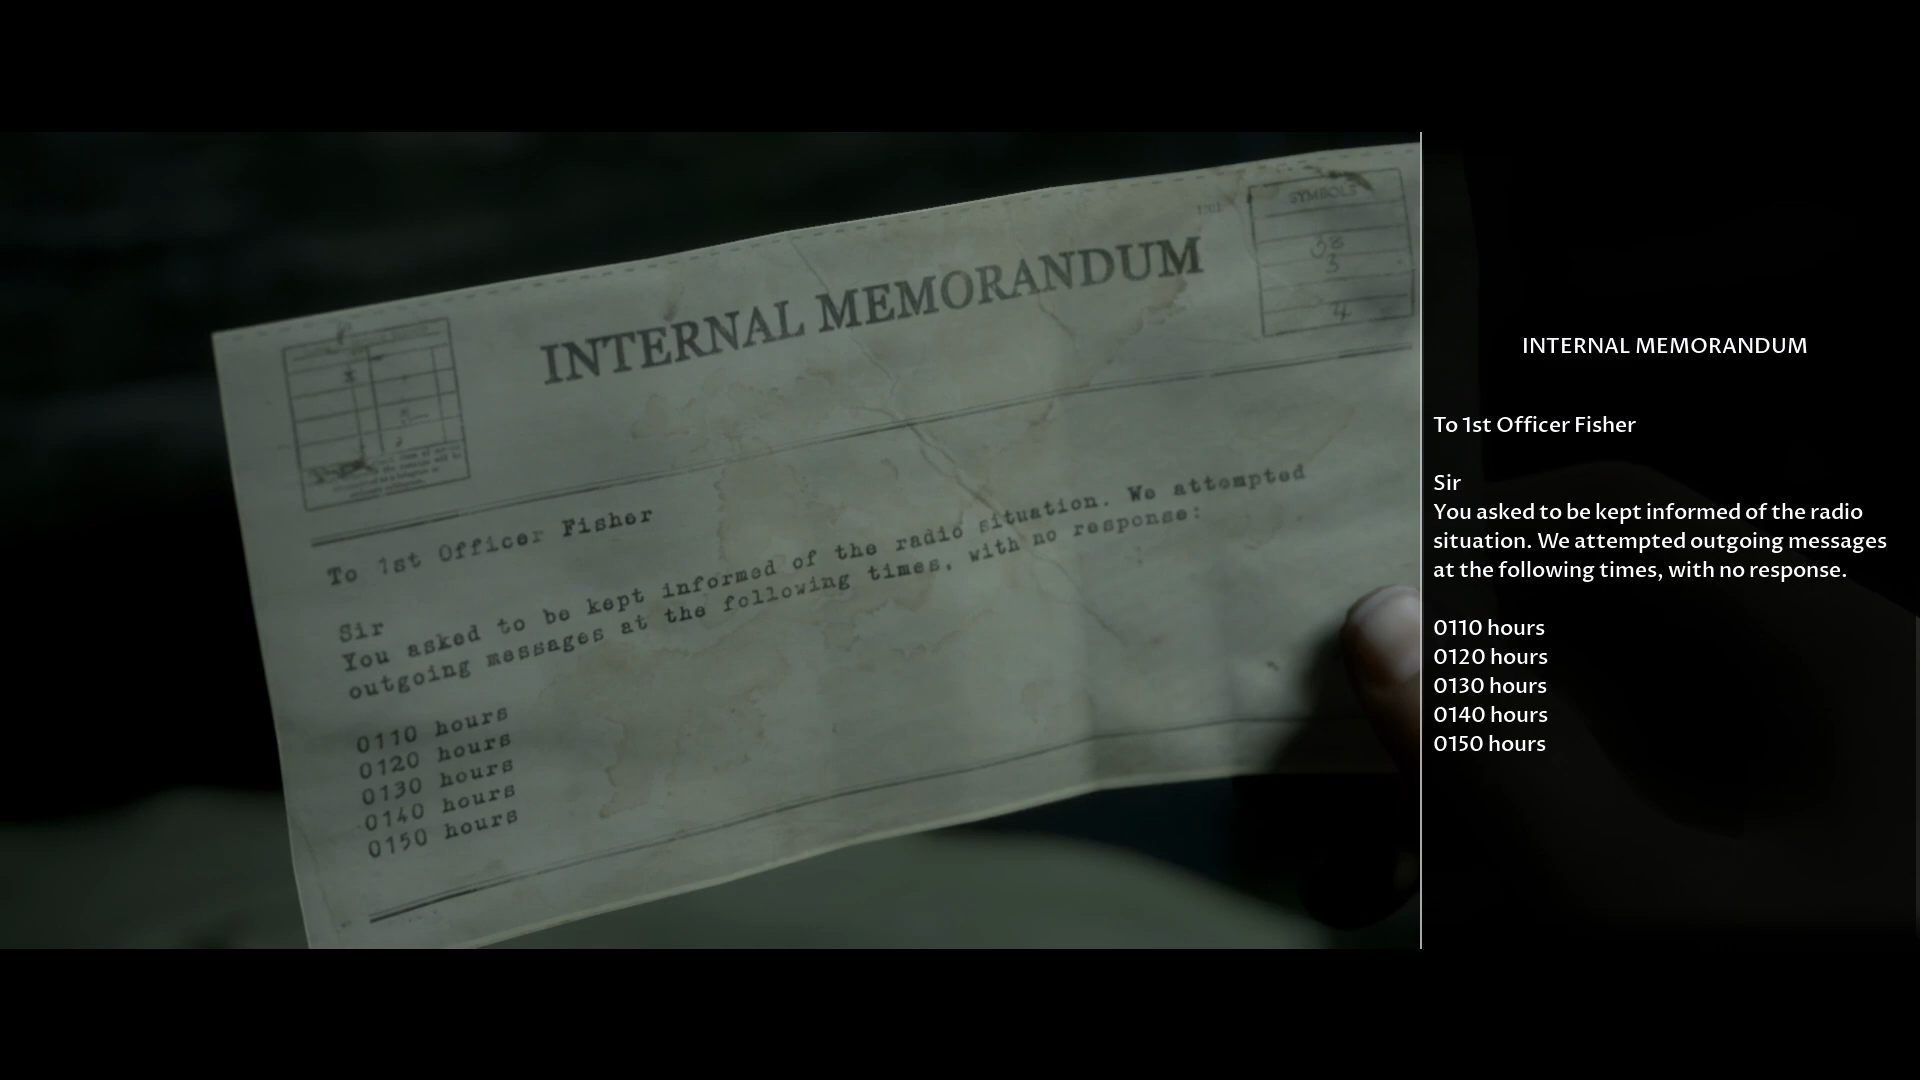 INTERNAL MEMORANDUM
SYMBOLS
38
3
4
To 1st Officer Fisher
Sir
You asked to be kept informed of the radio situation. We attempted
outgoing messages at the following times, with no response:
0110 hours
0120 hours
0130 hours
0140 hours
0150 hours
INTERNAL MEMORANDUM
To 1st Officer Fisher
Sir
You asked to be kept informed of the radio
situation. We attempted outgoing messages
at the following times, with no response.
0110 hours
0120 hours
0130 hours
0140 hours
0150 hours